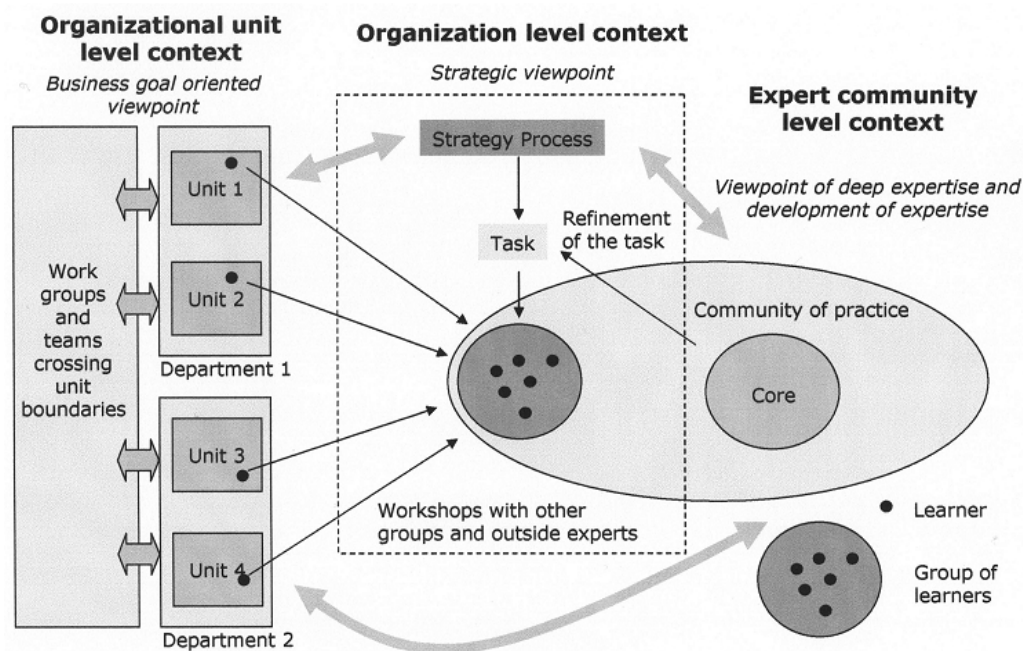 Organizational unit
level context
Business goal oriented
viewpoint
Organization level context
Strategic viewpoint
Expert community
level context
Viewpoint of deep expertise and
development of expertise
Strategy Process
Task
Refinement
of the task
Unit 1
Unit 2
Department 1
Unit 3
Unit 4
Department 2
Work
groups
and
teams
crossing
unit
boundaries
Community of practice
Core
Workshops with other
groups and outside experts
Learner
Group of
learners